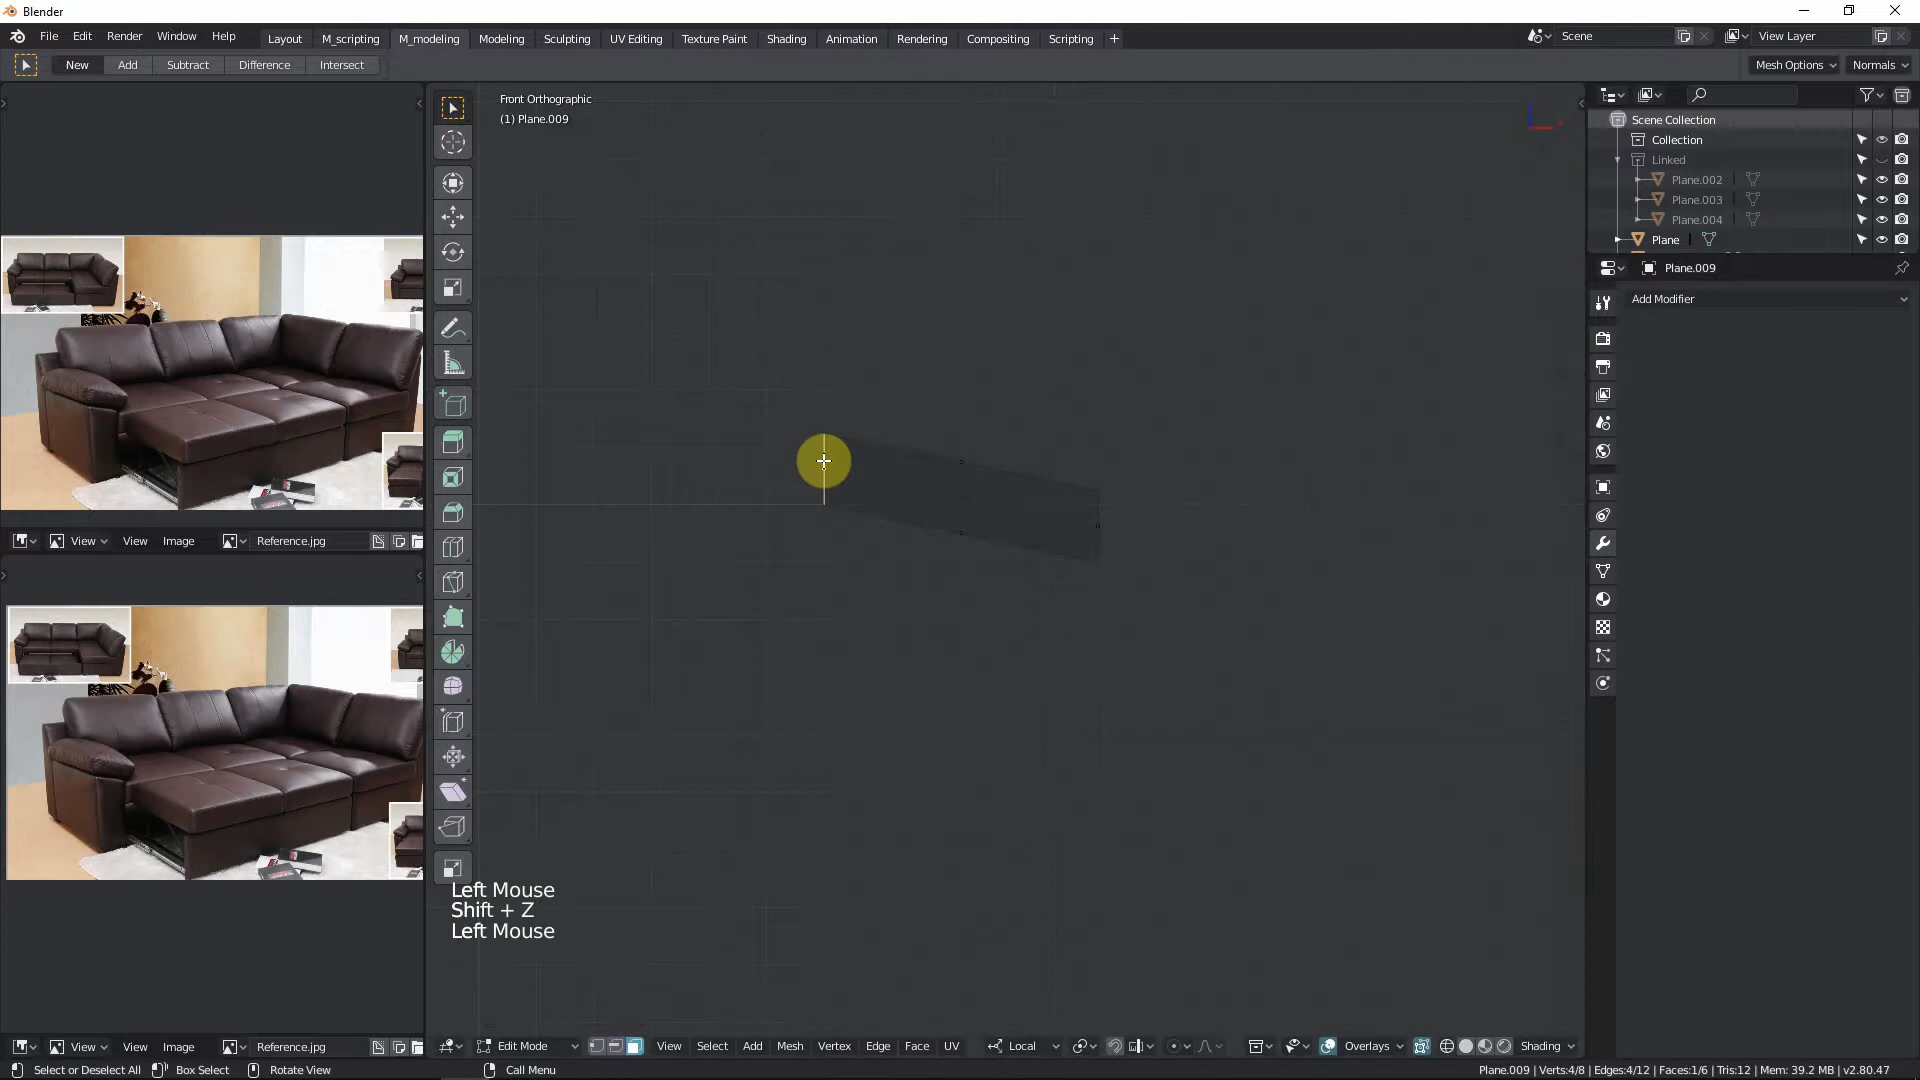 Blender
File Edit Render Window Help Layout M_scripting M_modeling Modeling Sculpting UV Editing Texture Paint Shading Animation Rendering Compositing Scripting + Scene View Layer
New Add Subtract Difference Intersect Mesh Options Normals
Front Orthographic
(1) Plane.009
Scene Collection
Collection
Linked
Plane.002
Plane.003
Plane.004
Plane
Plane.009
Add Modifier
View View Image Reference.jpg
Left Mouse
Shift + Z
Left Mouse
View View Image Reference.jpg
Edit Mode View Select Add Mesh Vertex Edge Face UV Local Overlays Shading
Select or Deselect All Box Select Rotate View Call Menu Plane.009 | Verts:4/8 | Edges:4/12 | Faces:1/6 | Tris:12 | Mem: 39.2 MB | v2.80.47